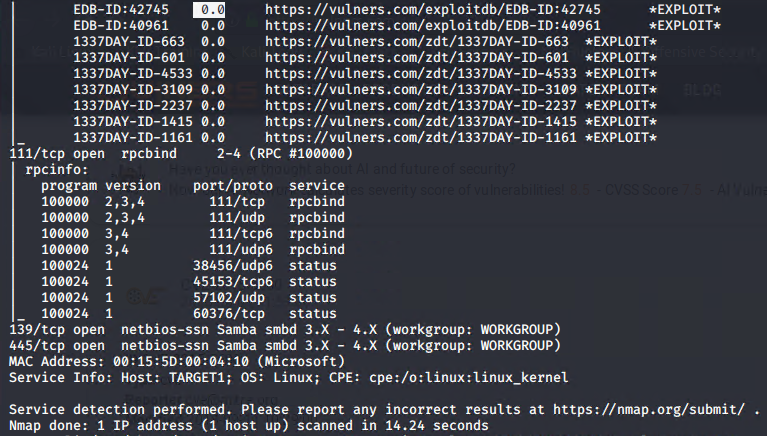 |     EDB-ID:42745    0.0     https://vulners.com/exploitdb/EDB-ID:42745      *EXPLOIT*
|     EDB-ID:40961    0.0     https://vulners.com/exploitdb/EDB-ID:40961      *EXPLOIT*
|     1337DAY-ID-663  0.0     https://vulners.com/zdt/1337DAY-ID-663  *EXPLOIT*
|     1337DAY-ID-601  0.0     https://vulners.com/zdt/1337DAY-ID-601  *EXPLOIT*
|     1337DAY-ID-4533 0.0     https://vulners.com/zdt/1337DAY-ID-4533 *EXPLOIT*
|     1337DAY-ID-3109 0.0     https://vulners.com/zdt/1337DAY-ID-3109 *EXPLOIT*
|     1337DAY-ID-2237 0.0     https://vulners.com/zdt/1337DAY-ID-2237 *EXPLOIT*
|     1337DAY-ID-1415 0.0     https://vulners.com/zdt/1337DAY-ID-1415 *EXPLOIT*
|_    1337DAY-ID-1161 0.0     https://vulners.com/zdt/1337DAY-ID-1161 *EXPLOIT*
111/tcp open  rpcbind     2-4 (RPC #100000)
| rpcinfo:
|   program version    port/proto  service
|   100000  2,3,4        111/tcp   rpcbind
|   100000  2,3,4        111/udp   rpcbind
|   100000  3,4          111/tcp6  rpcbind
|   100000  3,4          111/udp6  rpcbind
|   100024  1          38456/udp6  status
|   100024  1          45153/tcp6  status
|   100024  1          57102/udp   status
|_  100024  1          60376/tcp   status
139/tcp open  netbios-ssn Samba smbd 3.X - 4.X (workgroup: WORKGROUP)
445/tcp open  netbios-ssn Samba smbd 3.X - 4.X (workgroup: WORKGROUP)
MAC Address: 00:15:5D:00:04:10 (Microsoft)
Service Info: Host: TARGET1; OS: Linux; CPE: cpe:/o:linux:linux_kernel
Service detection performed. Please report any incorrect results at https://nmap.org/submit/ .
Nmap done: 1 IP address (1 host up) scanned in 14.24 seconds